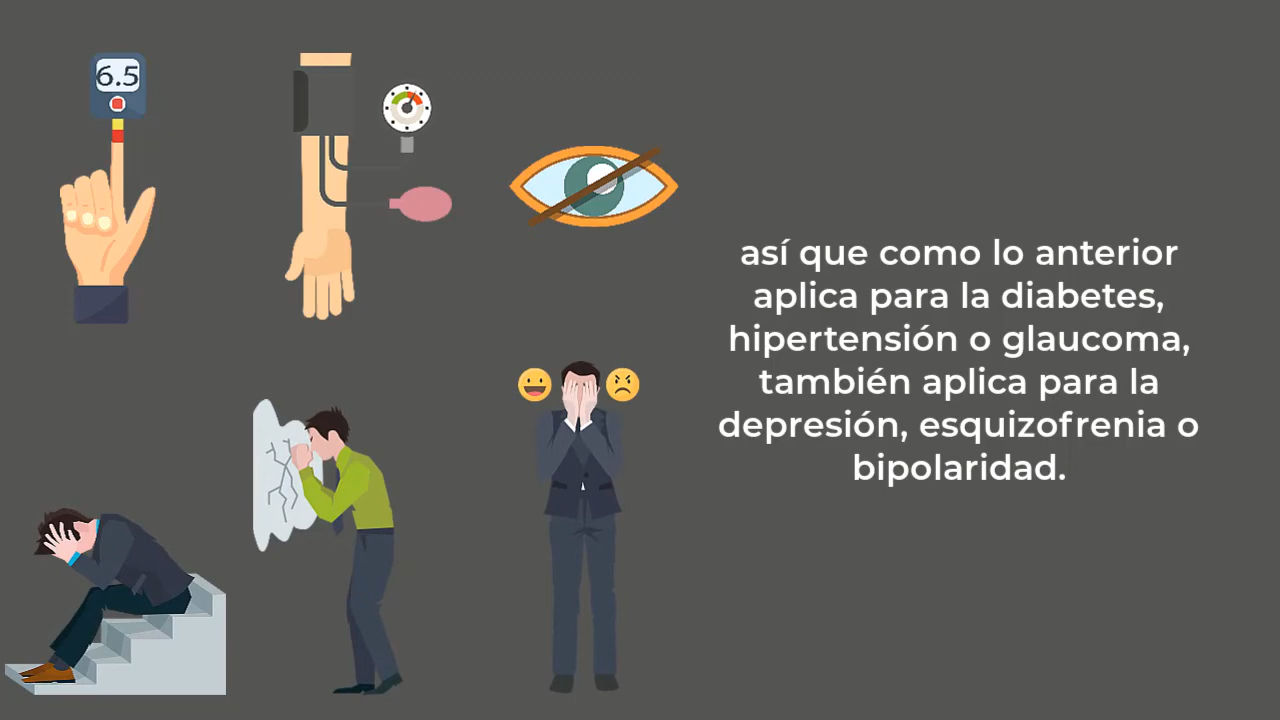 6.5
así que como lo anterior
aplica para la diabetes,
hipertensión o glaucoma,
también aplica para la
depresión, esquizofrenia o
bipolaridad.